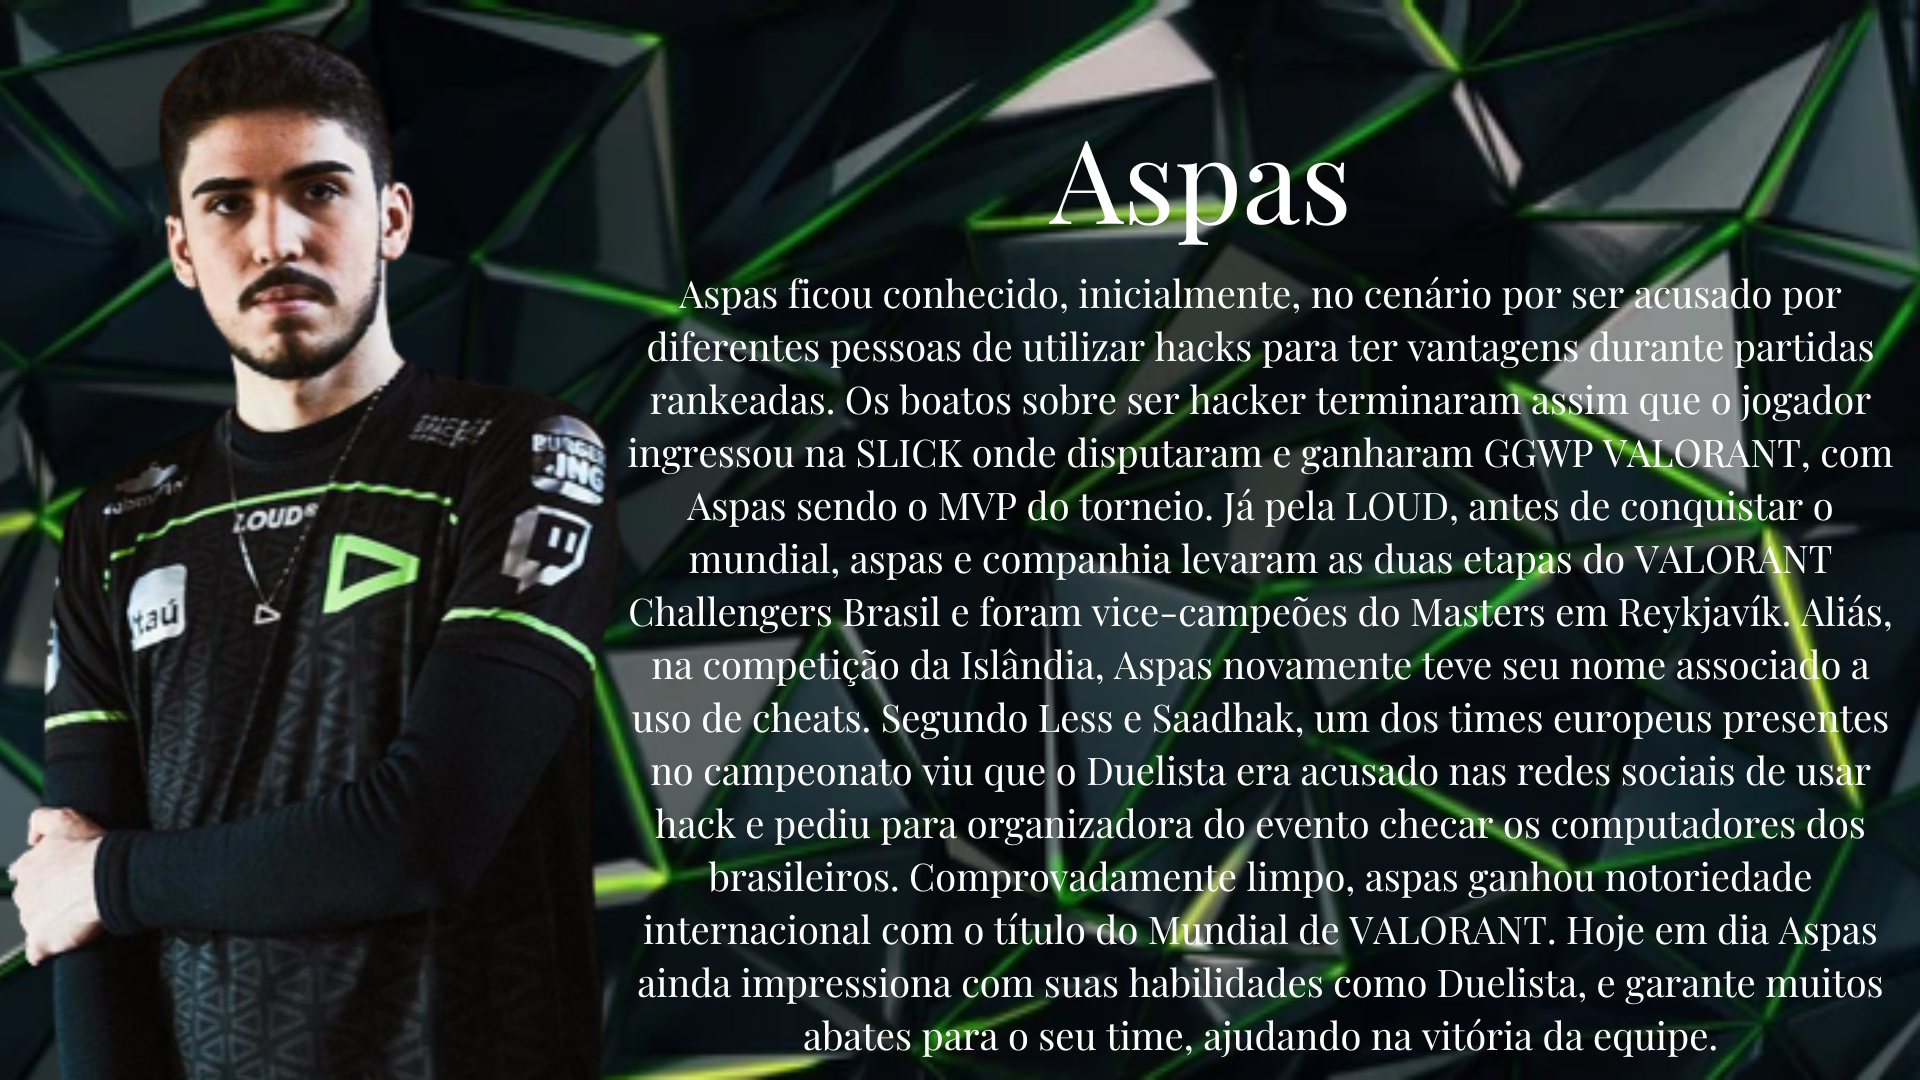 Aspas
Aspas ficou conhecido, inicialmente, no cenário por ser acusado por
diferentes pessoas de utilizar hacks para ter vantagens durante partidas
rankeadas. Os boatos sobre ser hacker terminaram assim que o jogador
ingressou na SLICK onde disputaram e ganharam GGWP VALORANT, com
Aspas sendo o MVP do torneio. Já pela LOUD, antes de conquistar o
mundial, aspas e companhia levaram as duas etapas do VALORANT
Challengers Brasil e foram vice-campeões do Masters em Reykjavík. Aliás,
na competição da Islândia, Aspas novamente teve seu nome associado a
uso de cheats. Segundo Less e Saadhak, um dos times europeus presentes
no campeonato viu que o Duelista era acusado nas redes sociais de usar
hack e pediu para organizadora do evento checar os computadores dos
brasileiros. Comprovadamente limpo, aspas ganhou notoriedade
internacional com o título do Mundial de VALORANT. Hoje em dia Aspas
ainda impressiona com suas habilidades como Duelista, e garante muitos
abates para o seu time, ajudando na vitória da equipe.
LOUD
itaú